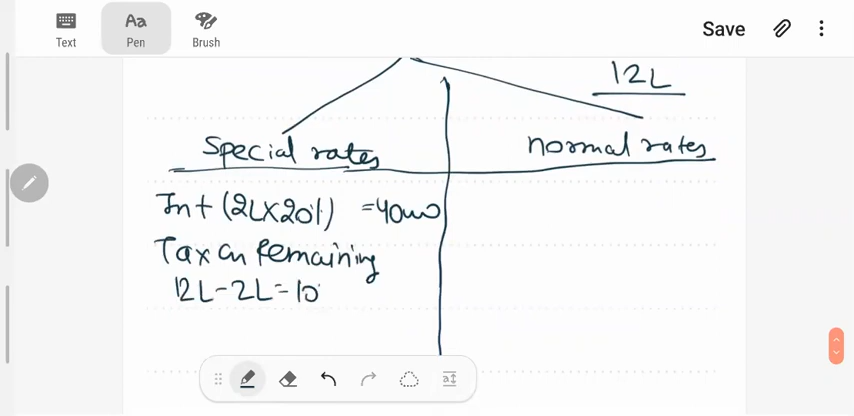 Text
Aa
Pen
Brush
Save
12L
Special rates
normal rates
Int (2L×20%) =40000
Tax on Remaining
12L-2L=10